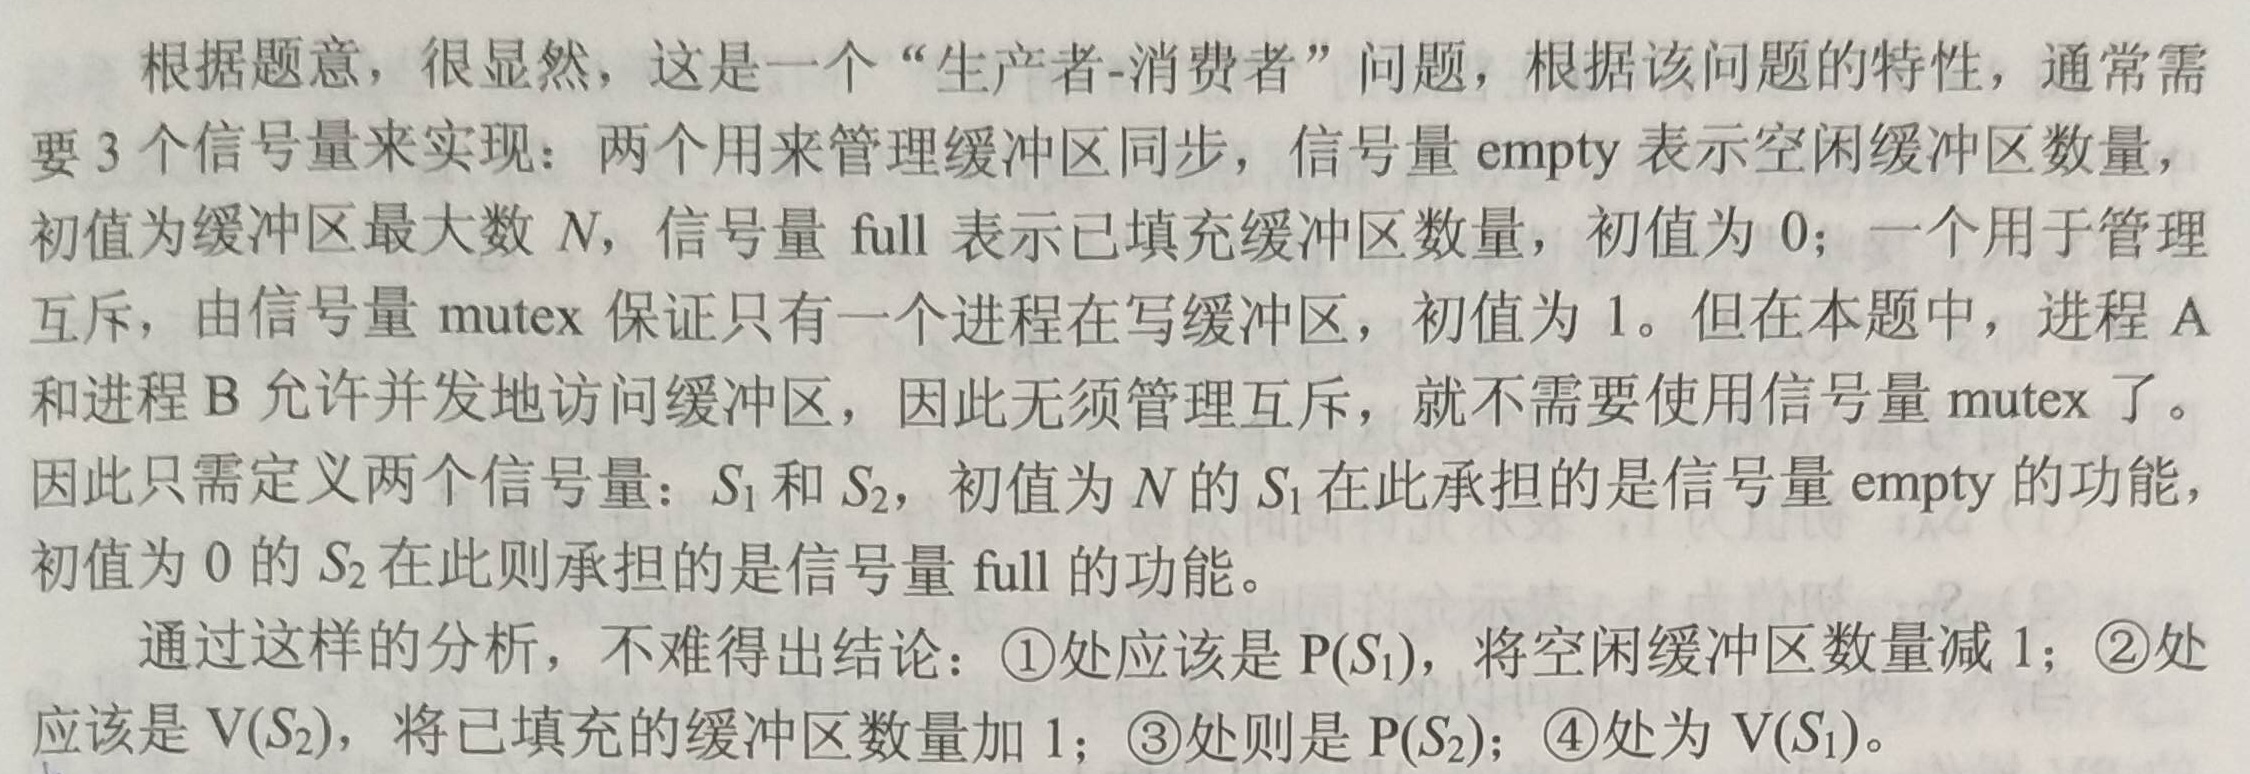 根据题意，很显然，这是一个“生产者-消费者”问题，根据该问题的特性，通常需
要 3 个信号量来实现：两个用来管理缓冲区同步，信号量 empty 表示空闲缓冲区数量，
初值为缓冲区最大数 N，信号量 full 表示已填充缓冲区数量，初值为 0；一个用于管理
互斥，由信号量 mutex 保证只有一个进程在写缓冲区，初值为 1。但在本题中，进程 A
和进程 B 允许并发地访问缓冲区，因此无须管理互斥，就不需要使用信号量 mutex 了。
因此只需定义两个信号量：S₁ 和 S₂，初值为 N 的 S₁ 在此承担的是信号量 empty 的功能，
初值为 0 的 S₂ 在此则承担的是信号量 full 的功能。
通过这样的分析，不难得出结论：①处应该是 P(S₁)，将空闲缓冲区数量减 1；②处
应该是 V(S₂)，将已填充的缓冲区数量加 1；③处则是 P(S₂)；④处为 V(S₁)。